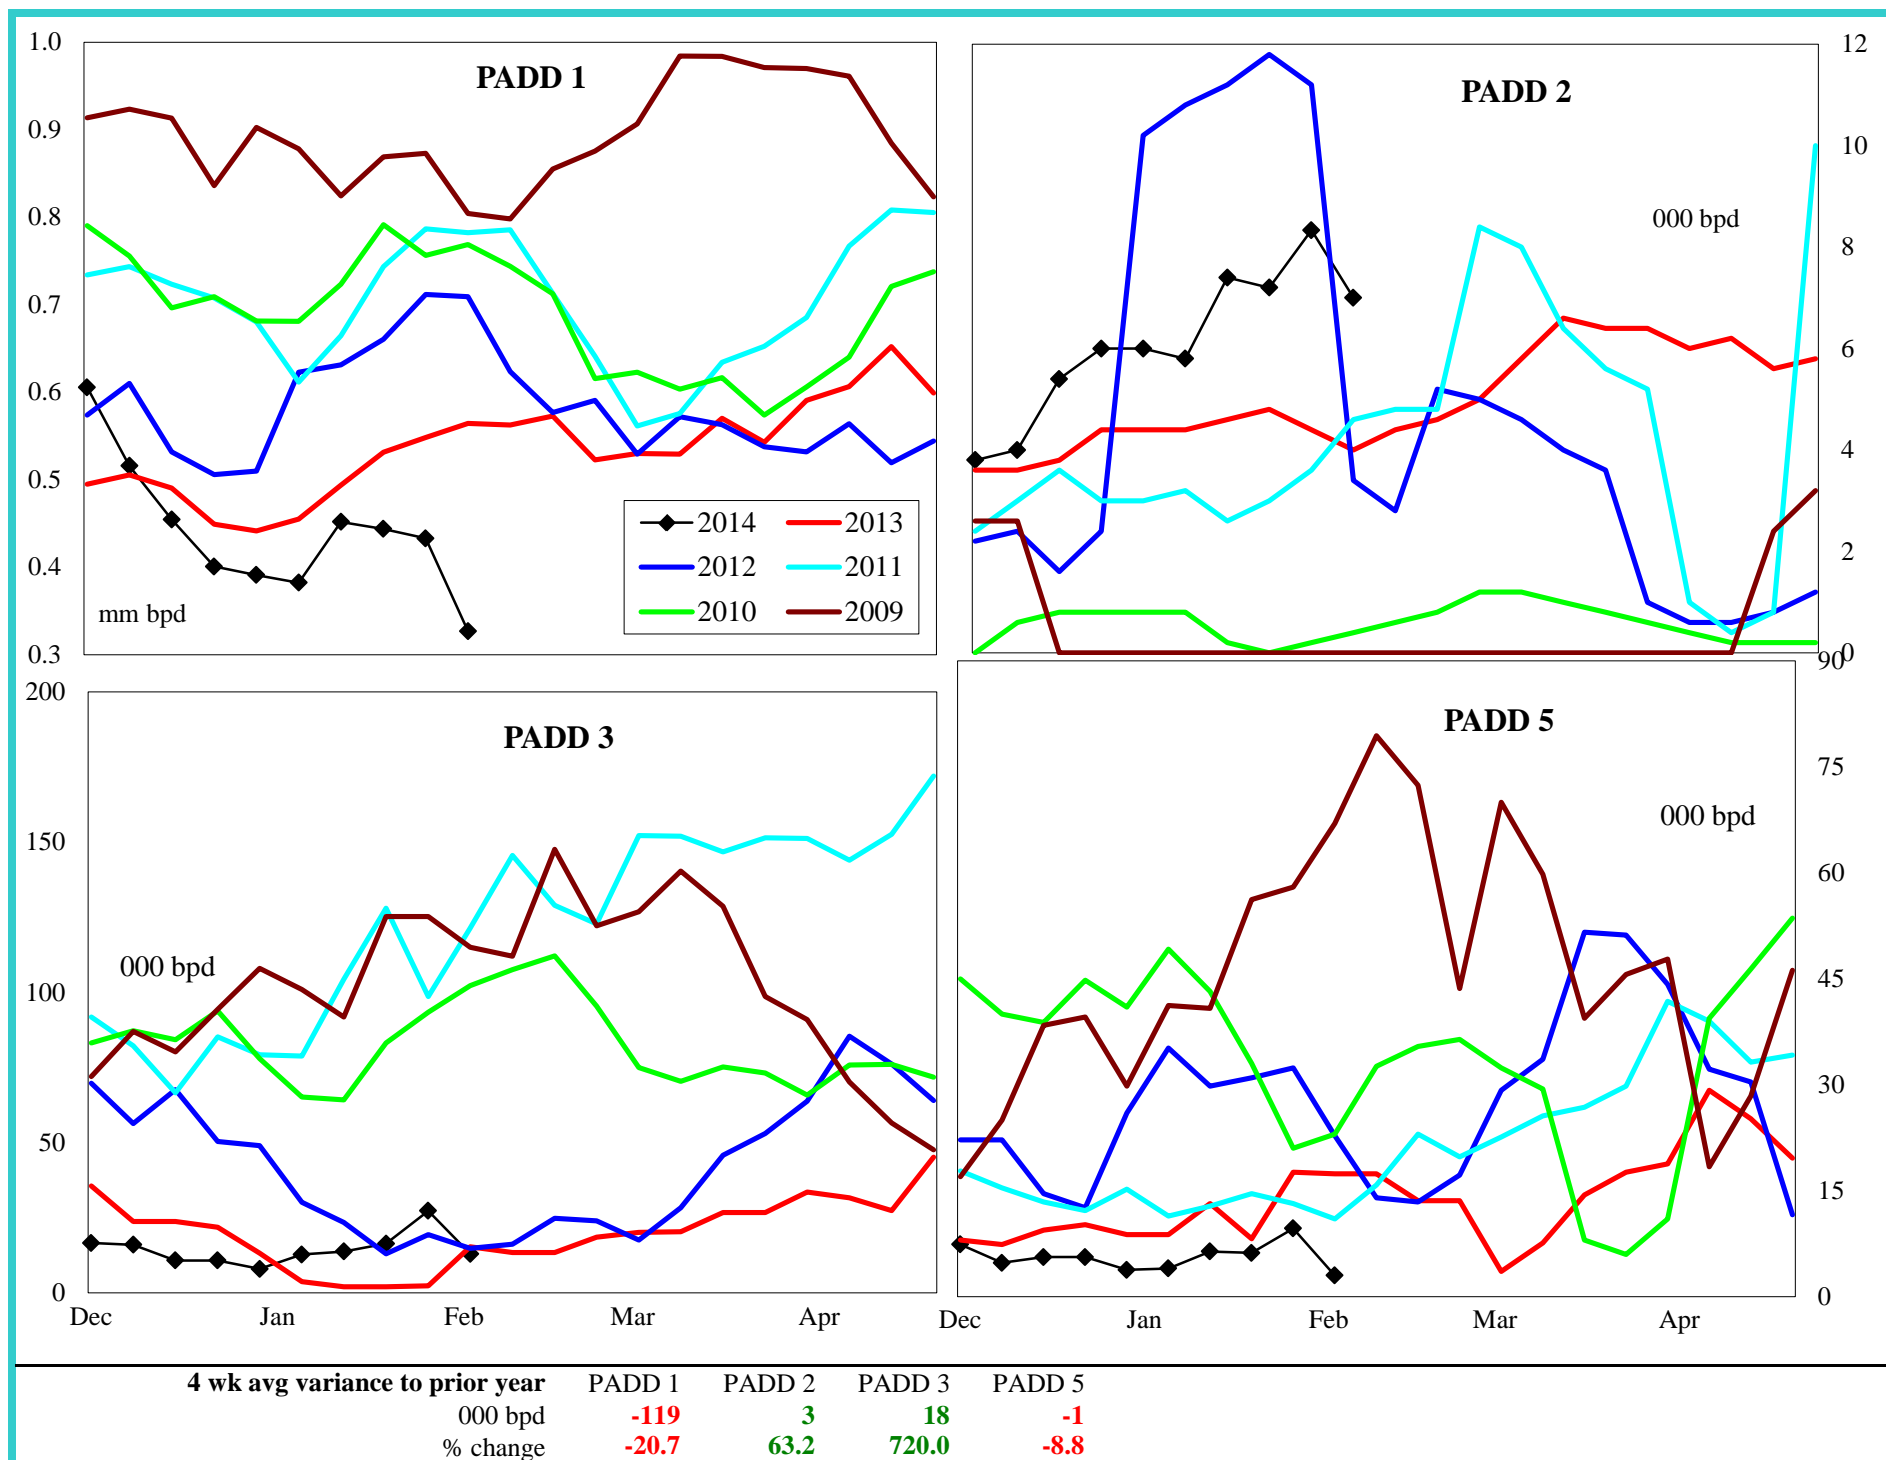 PADD 1
1.0
0.9
0.8
0.7
0.6
0.5
0.4
0.3
mm bpd
2014 2013
2012 2011
2010 2009
PADD 2
12
10
8
6
4
2
0
000 bpd
PADD 3
200
150
100
50
0
000 bpd
Dec Jan Feb Mar Apr
PADD 5
90
75
60
45
30
15
0
000 bpd
Dec Jan Feb Mar Apr
4 wk avg variance to prior year PADD 1 PADD 2 PADD 3 PADD 5
000 bpd -119 3 18 -1
% change -20.7 63.2 720.0 -8.8